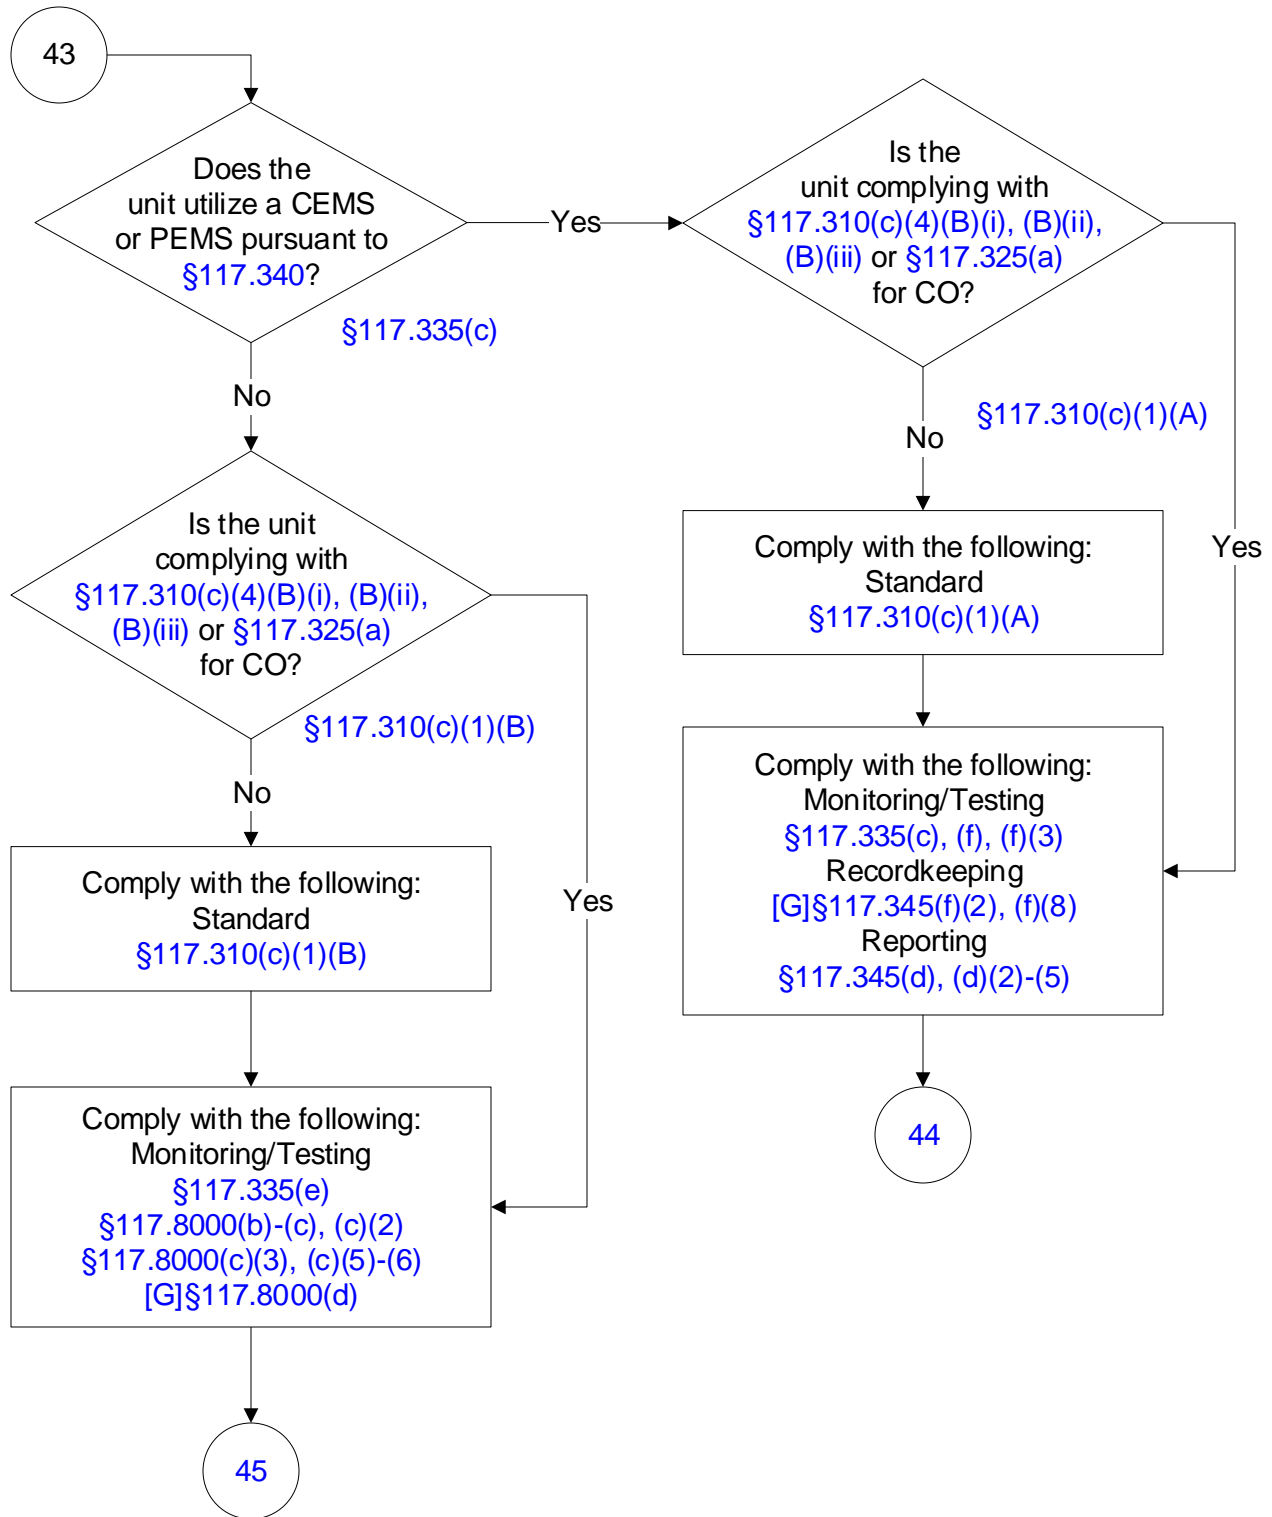 43
Does the
unit utilize a CEMS
or PEMS pursuant to
§117.340?
§117.335(c)
Yes
No
Is the
unit complying with
§117.310(c)(4)(B)(i), (B)(ii),
(B)(iii) or §117.325(a)
for CO?
§117.310(c)(1)(A)
No
Yes
Comply with the following:
Standard
§117.310(c)(1)(A)
Comply with the following:
Monitoring/Testing
§117.335(c), (f), (f)(3)
Recordkeeping
[G]§117.345(f)(2), (f)(8)
Reporting
§117.345(d), (d)(2)-(5)
44
Is the unit
complying with
§117.310(c)(4)(B)(i), (B)(ii),
(B)(iii) or §117.325(a)
for CO?
§117.310(c)(1)(B)
No
Yes
Comply with the following:
Standard
§117.310(c)(1)(B)
Comply with the following:
Monitoring/Testing
§117.335(e)
§117.8000(b)-(c), (c)(2)
§117.8000(c)(3), (c)(5)-(6)
[G]§117.8000(d)
45